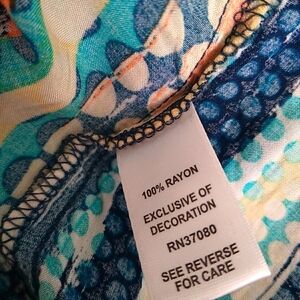 100% RAYON
EXCLUSIVE OF
DECORATION
RN37080
SEE REVERSE
FOR CARE